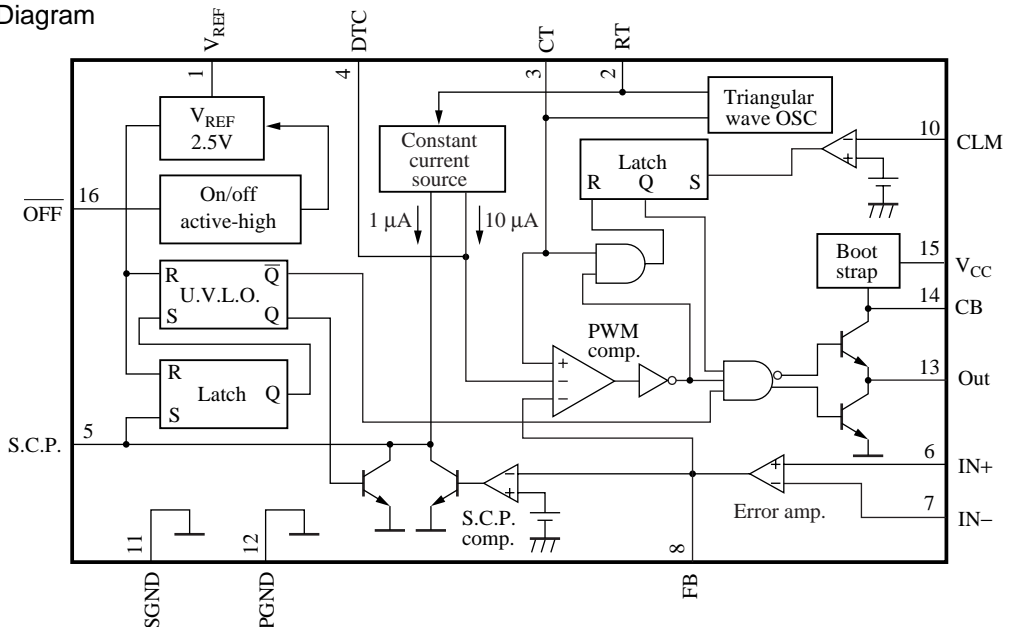 Diagram
VREF
DTC
CT
RT
1
4
3
2
VREF
2.5V
Constant
current
source
Triangular
wave OSC
10
CLM
Latch
R
Q
S
16
OFF
On/off
active-high
1 µA
10 µA
Boot
strap
15
VCC
14
CB
R
Q
U.V.L.O.
S
Q
PWM
comp.
+
−
−
13
Out
R
Latch
Q
S
5
S.C.P.
6
IN+
7
IN−
Error amp.
S.C.P.
comp.
11
12
8
SGND
PGND
FB